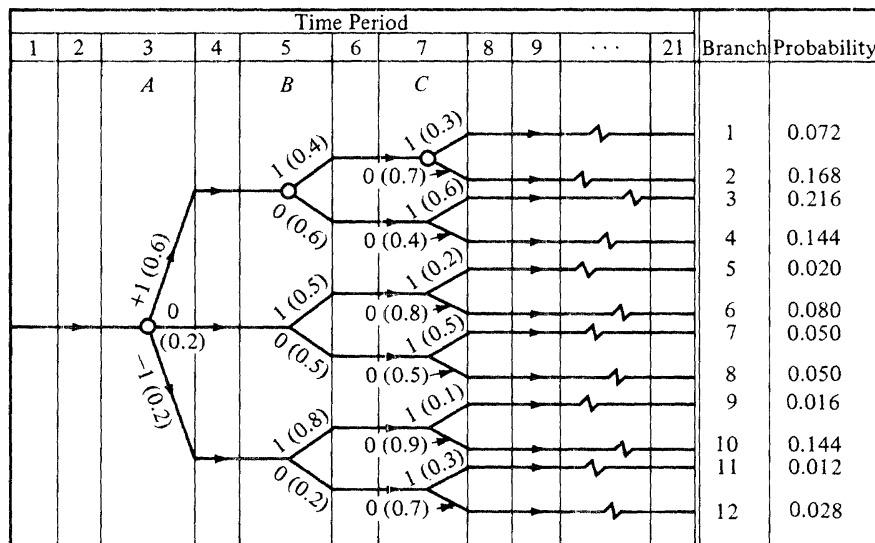 Time Period
1 2 3 4 5 6 7 8 9 ··· 21 Branch Probability
A B C
1 (0.3) 1 0.072
1 (0.4)
0 (0.7) 2 0.168
1 (0.6) 3 0.216
0 (0.6)
0 (0.4) 4 0.144
+1 (0.6)
1 (0.2) 5 0.020
1 (0.5)
0 (0.8) 6 0.080
0
(0.2)
1 (0.5) 7 0.050
0 (0.5)
0 (0.5) 8 0.050
−1 (0.2)
1 (0.1) 9 0.016
1 (0.8)
0 (0.9) 10 0.144
1 (0.3) 11 0.012
0 (0.2)
0 (0.7) 12 0.028